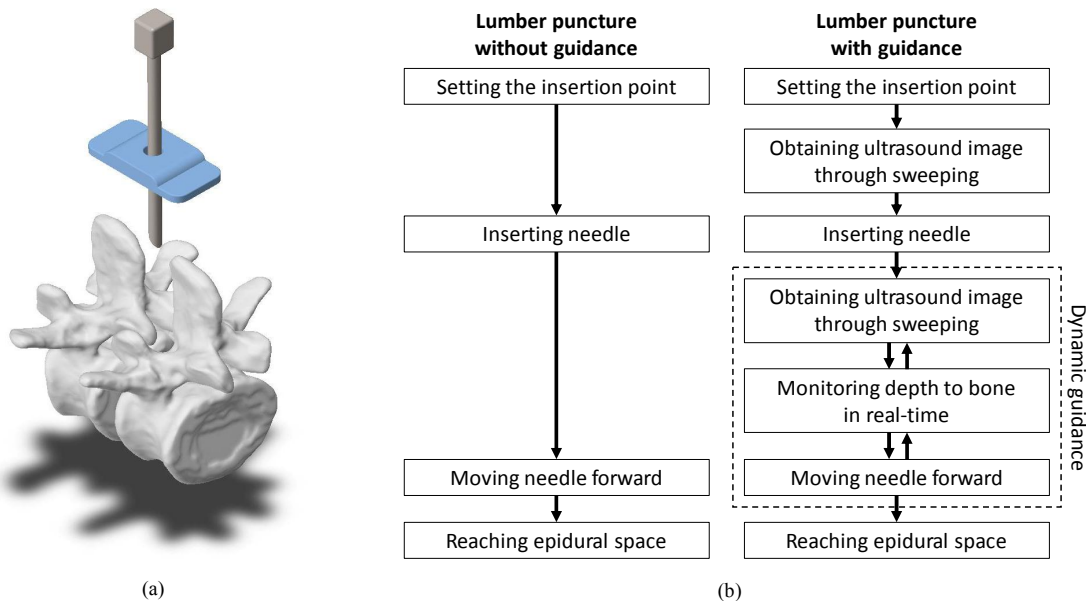 Lumber puncture
without guidance
Setting the insertion point
Inserting needle
Moving needle forward
Reaching epidural space
Lumber puncture
with guidance
Setting the insertion point
Obtaining ultrasound image
through sweeping
Inserting needle
Obtaining ultrasound image
through sweeping
Monitoring depth to bone
in real-time
Moving needle forward
Reaching epidural space
Dynamic guidance
(a)
(b)